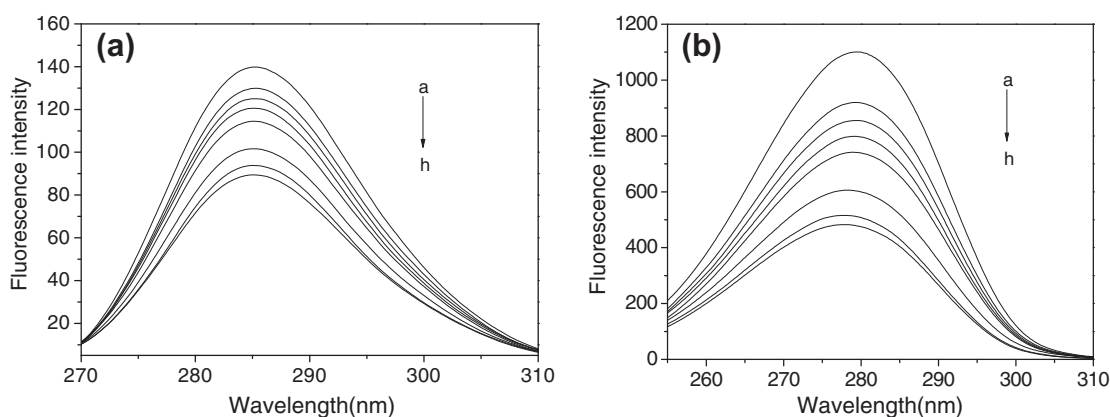 (a)
160
140
120
100
80
60
40
20
270 280 290 300 310
Fluorescence intensity
Wavelength(nm)
a
h
(b)
1200
1000
800
600
400
200
0
260 270 280 290 300 310
Fluorescence intensity
Wavelength(nm)
a
h